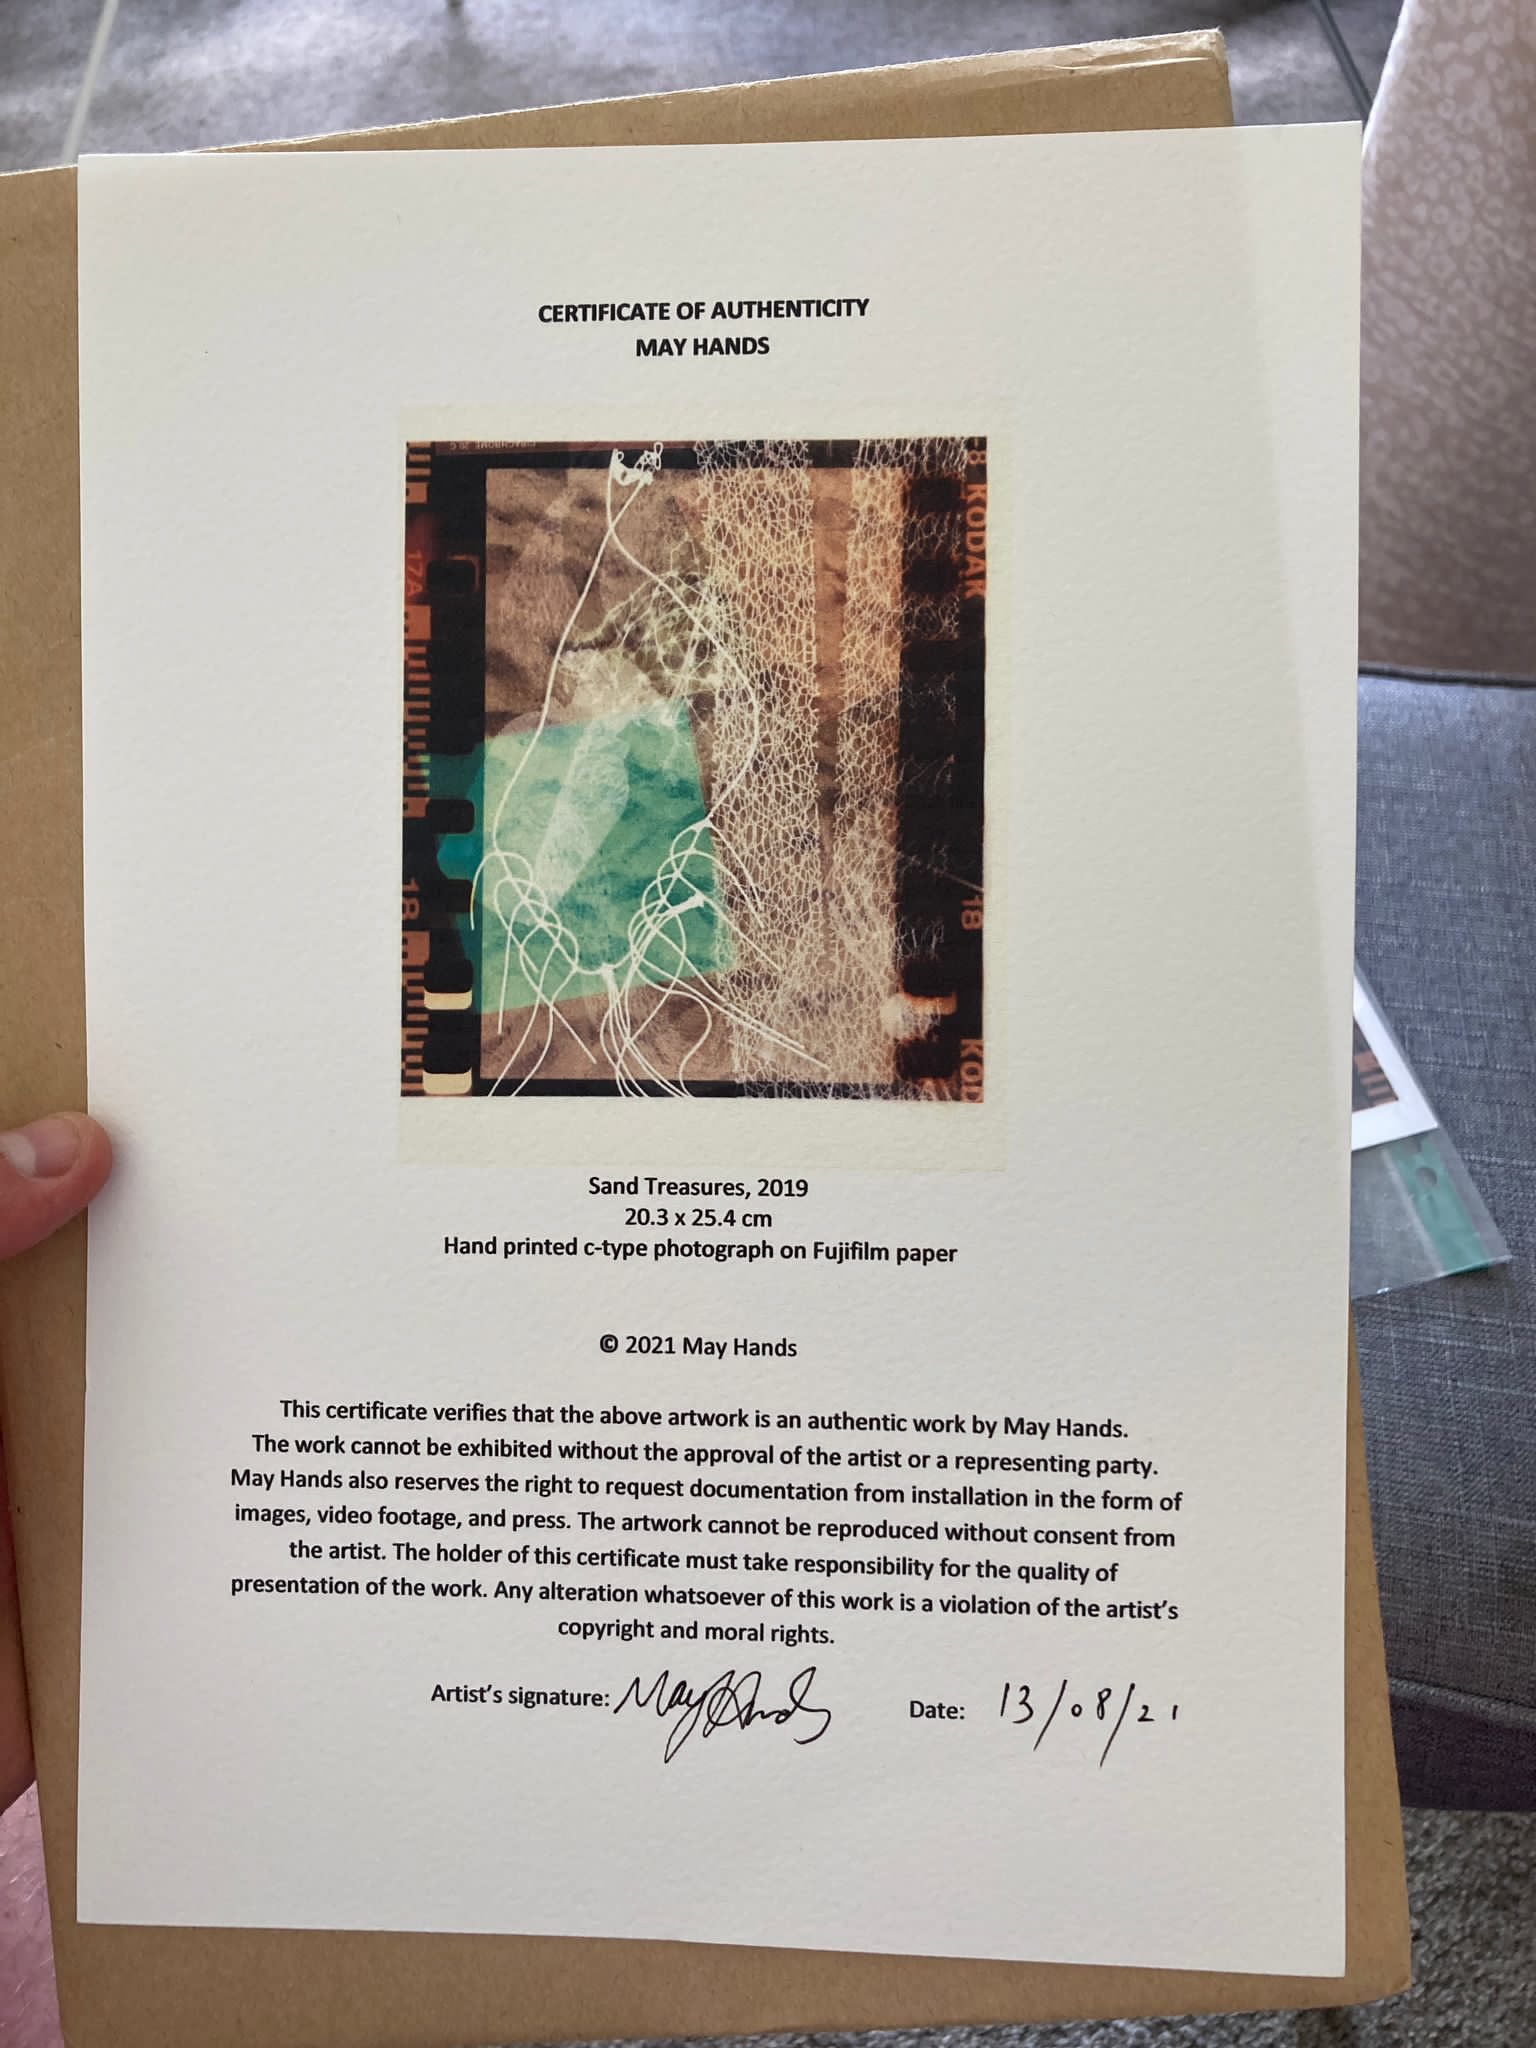 CERTIFICATE OF AUTHENTICITY
MAY HANDS
-8 KODAK
17A
18
18
KOD
Sand Treasures, 2019
20.3 x 25.4 cm
Hand printed c-type photograph on Fujifilm paper
© 2021 May Hands
This certificate verifies that the above artwork is an authentic work by May Hands.
The work cannot be exhibited without the approval of the artist or a representing party.
May Hands also reserves the right to request documentation from installation in the form of
images, video footage, and press. The artwork cannot be reproduced without consent from
the artist. The holder of this certificate must take responsibility for the quality of
presentation of the work. Any alteration whatsoever of this work is a violation of the artist's
copyright and moral rights.
Artist's signature: May Hands Date: 13/08/21